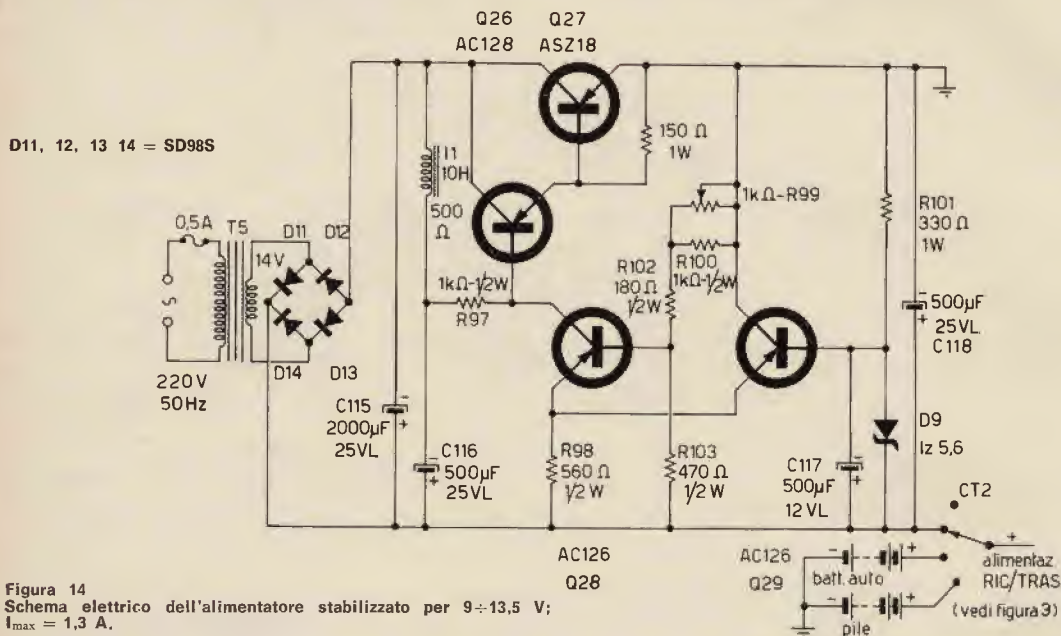 Q26 Q27
AC128 ASZ18
D11, 12, 13 14 = SD98S
0,5A T5
14V
D11 D12
D14 D13
S
220V
50Hz
I1
10H
500
Ω
150 Ω
1W
1kΩ-R99
R100
1kΩ-1/2W
R102
180Ω
1/2W
R101
330 Ω
1W
1kΩ-1/2W
R97
-
500µF
+
25VL
C118
-
C115
2000µF
+
25VL
-
C116
+
500µF
25VL
R98
560 Ω
1/2 W
R103
470 Ω
1/2 W
-
C117
+
500µF
12 VL
D9
Iz 5,6
CT2
AC126
Q28
AC126
Q29
- +
batt. auto
- +
pile
+
alimentaz
RIC/TRAS
(vedi figura 3)
Figura 14
Schema elettrico dell'alimentatore stabilizzato per 9÷13,5 V;
Imax = 1,3 A.